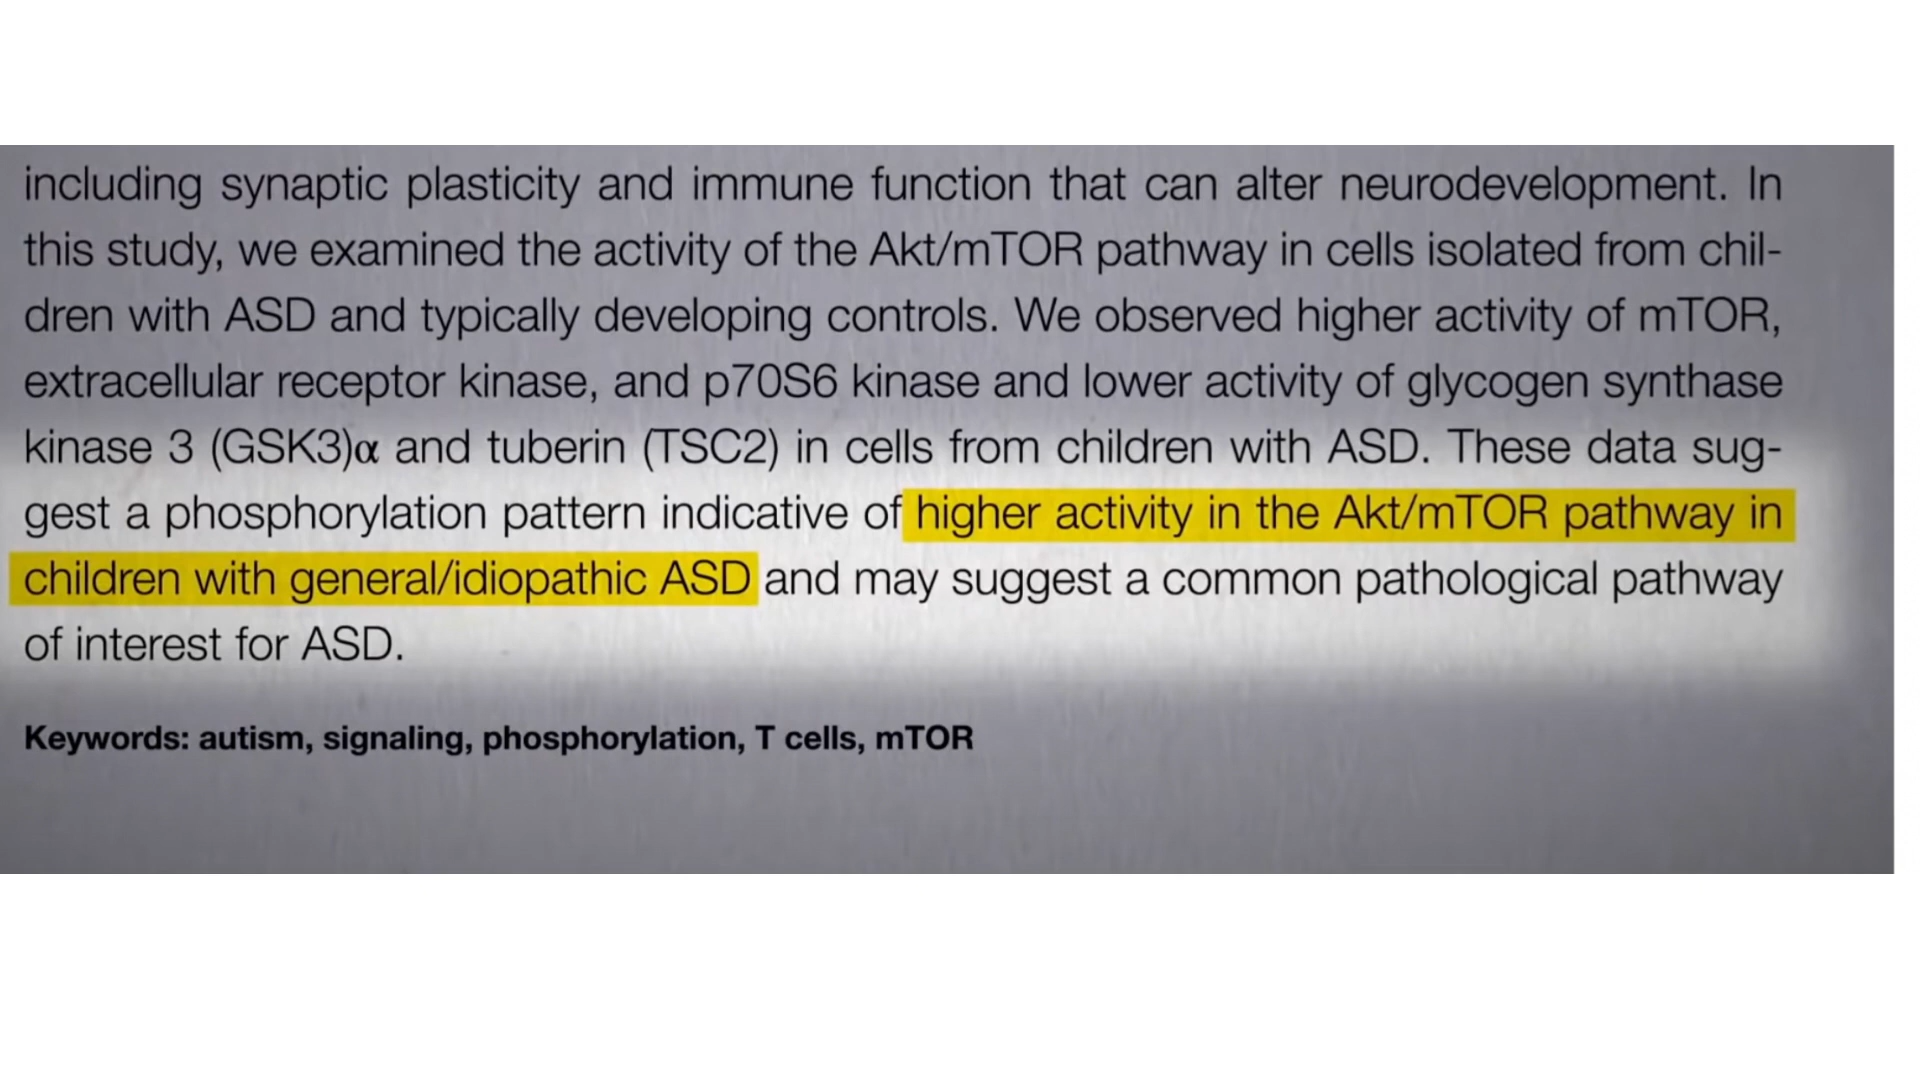 including synaptic plasticity and immune function that can alter neurodevelopment. In
this study, we examined the activity of the Akt/mTOR pathway in cells isolated from chil-
dren with ASD and typically developing controls. We observed higher activity of mTOR,
extracellular receptor kinase, and p70S6 kinase and lower activity of glycogen synthase
kinase 3 (GSK3)α and tuberin (TSC2) in cells from children with ASD. These data sug-
gest a phosphorylation pattern indicative of higher activity in the Akt/mTOR pathway in
children with general/idiopathic ASD and may suggest a common pathological pathway
of interest for ASD.
Keywords: autism, signaling, phosphorylation, T cells, mTOR